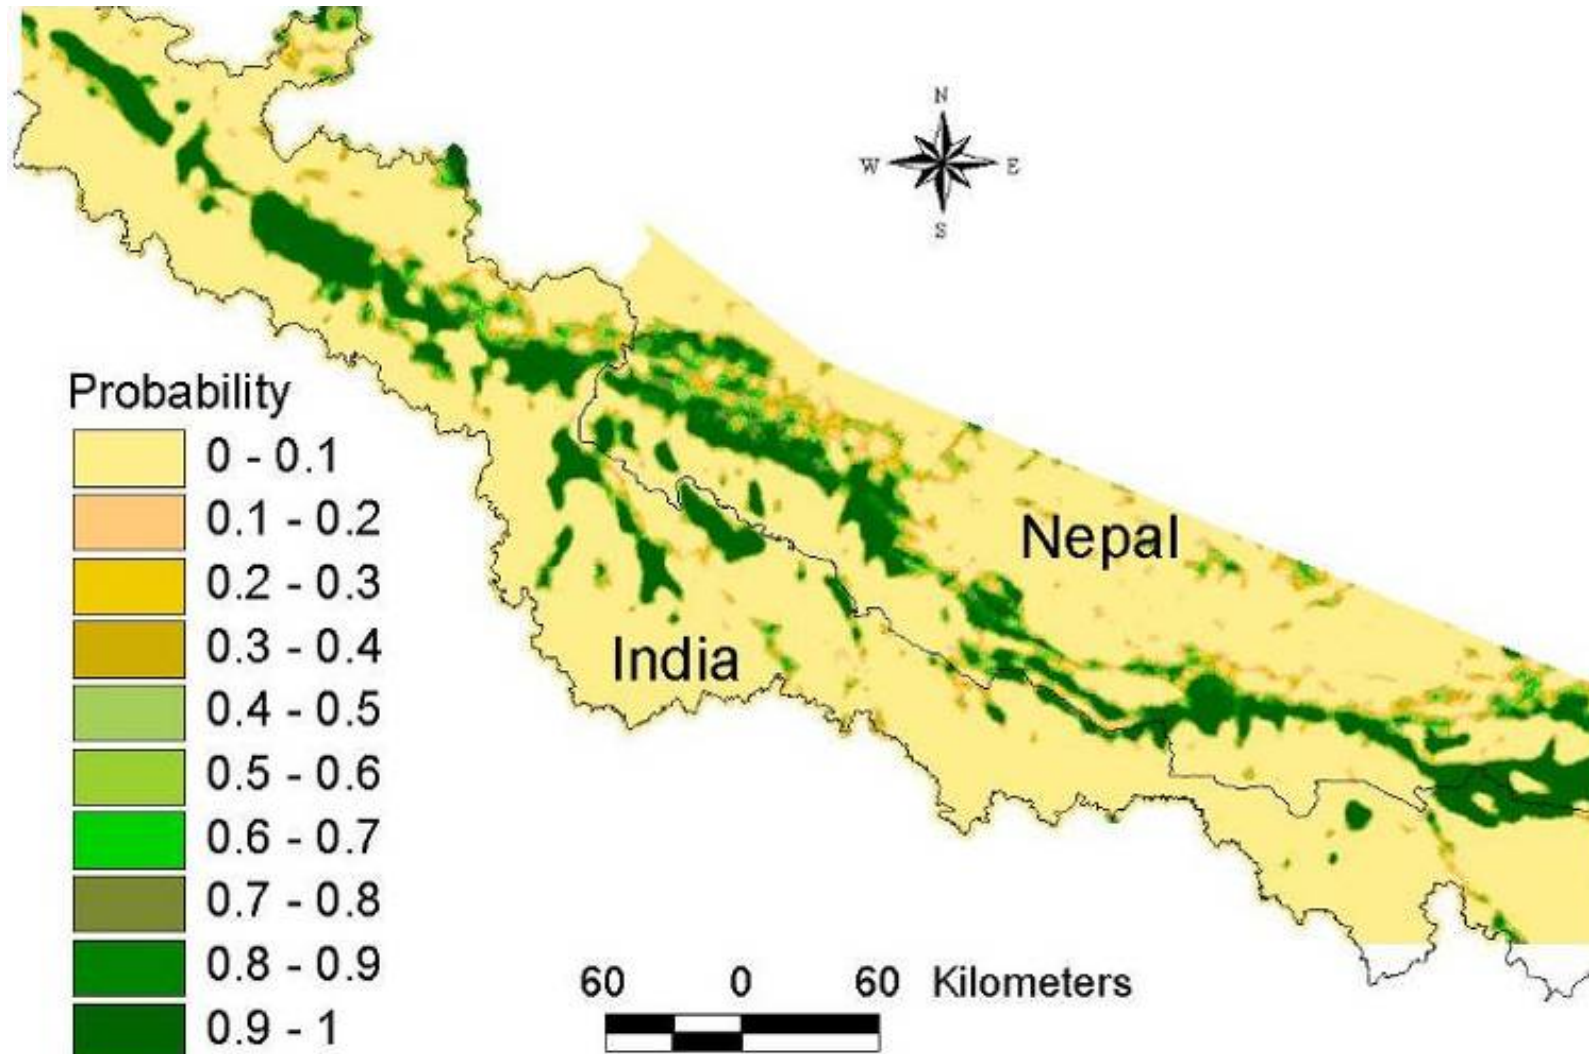 N
W E
S
Probability
0 - 0.1
0.1 - 0.2
0.2 - 0.3
0.3 - 0.4
0.4 - 0.5
0.5 - 0.6
0.6 - 0.7
0.7 - 0.8
0.8 - 0.9
0.9 - 1
Nepal
India
60 0 60 Kilometers